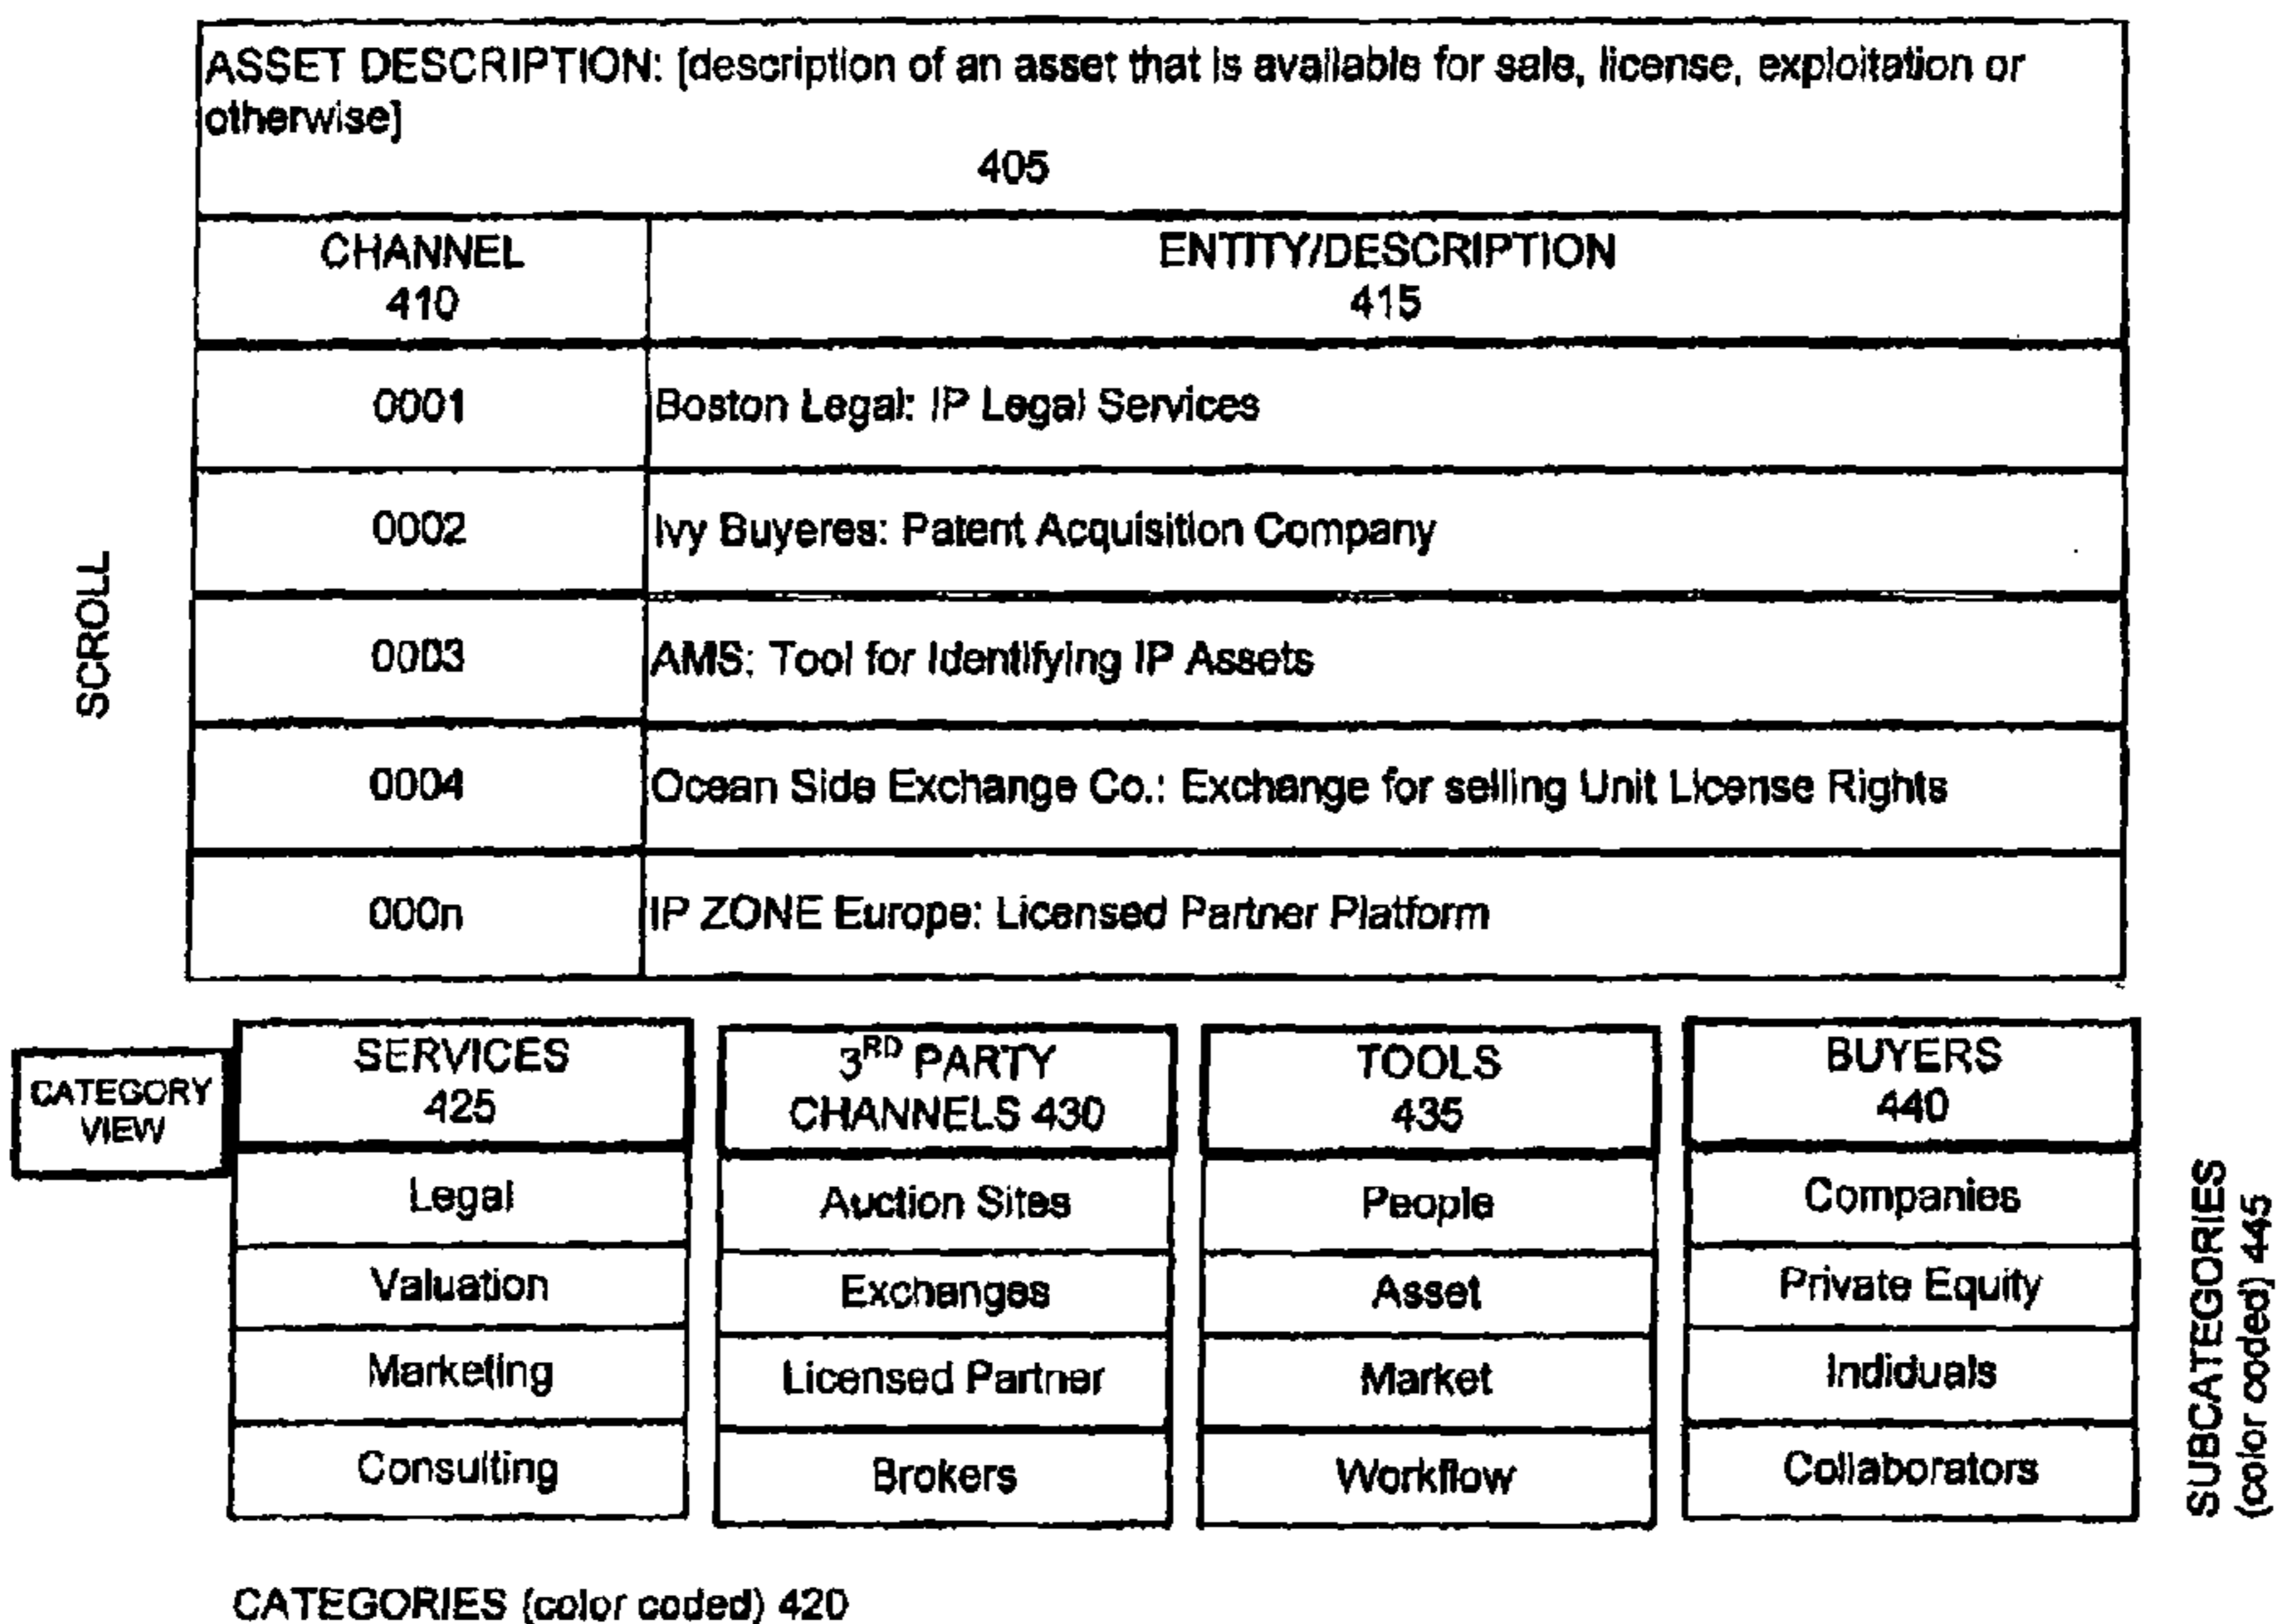 ASSET DESCRIPTION: [description of an asset that is available for sale, license, exploitation or
otherwise]
405
CHANNEL
410
ENTITY/DESCRIPTION
415
0001
Boston Legal: IP Legal Services
0002
Ivy Buyeres: Patent Acquisition Company
0003
AMS: Tool for Identifying IP Assets
0004
Ocean Side Exchange Co.: Exchange for selling Unit License Rights
000n
IP ZONE Europe: Licensed Partner Platform
SCROLL
CATEGORY
VIEW
SERVICES
425
Legal
Valuation
Marketing
Consulting
3RD PARTY
CHANNELS 430
Auction Sites
Exchanges
Licensed Partner
Brokers
TOOLS
435
People
Asset
Market
Workflow
BUYERS
440
Companies
Private Equity
Indiduals
Collaborators
SUBCATEGORIES
(color coded) 445
CATEGORIES (color coded) 420